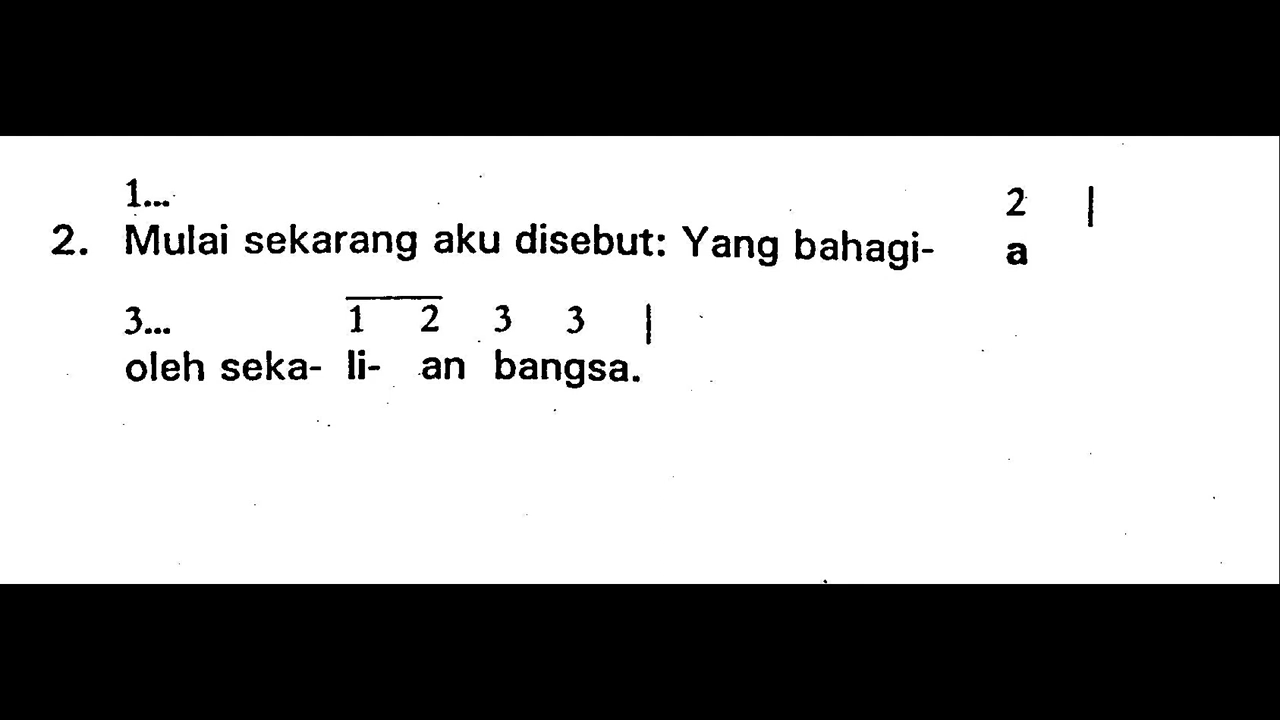 1... 2 |
2. Mulai sekarang aku disebut: Yang bahagi- a
3... 1 2 3 3 |
oleh seka- li- an bangsa.